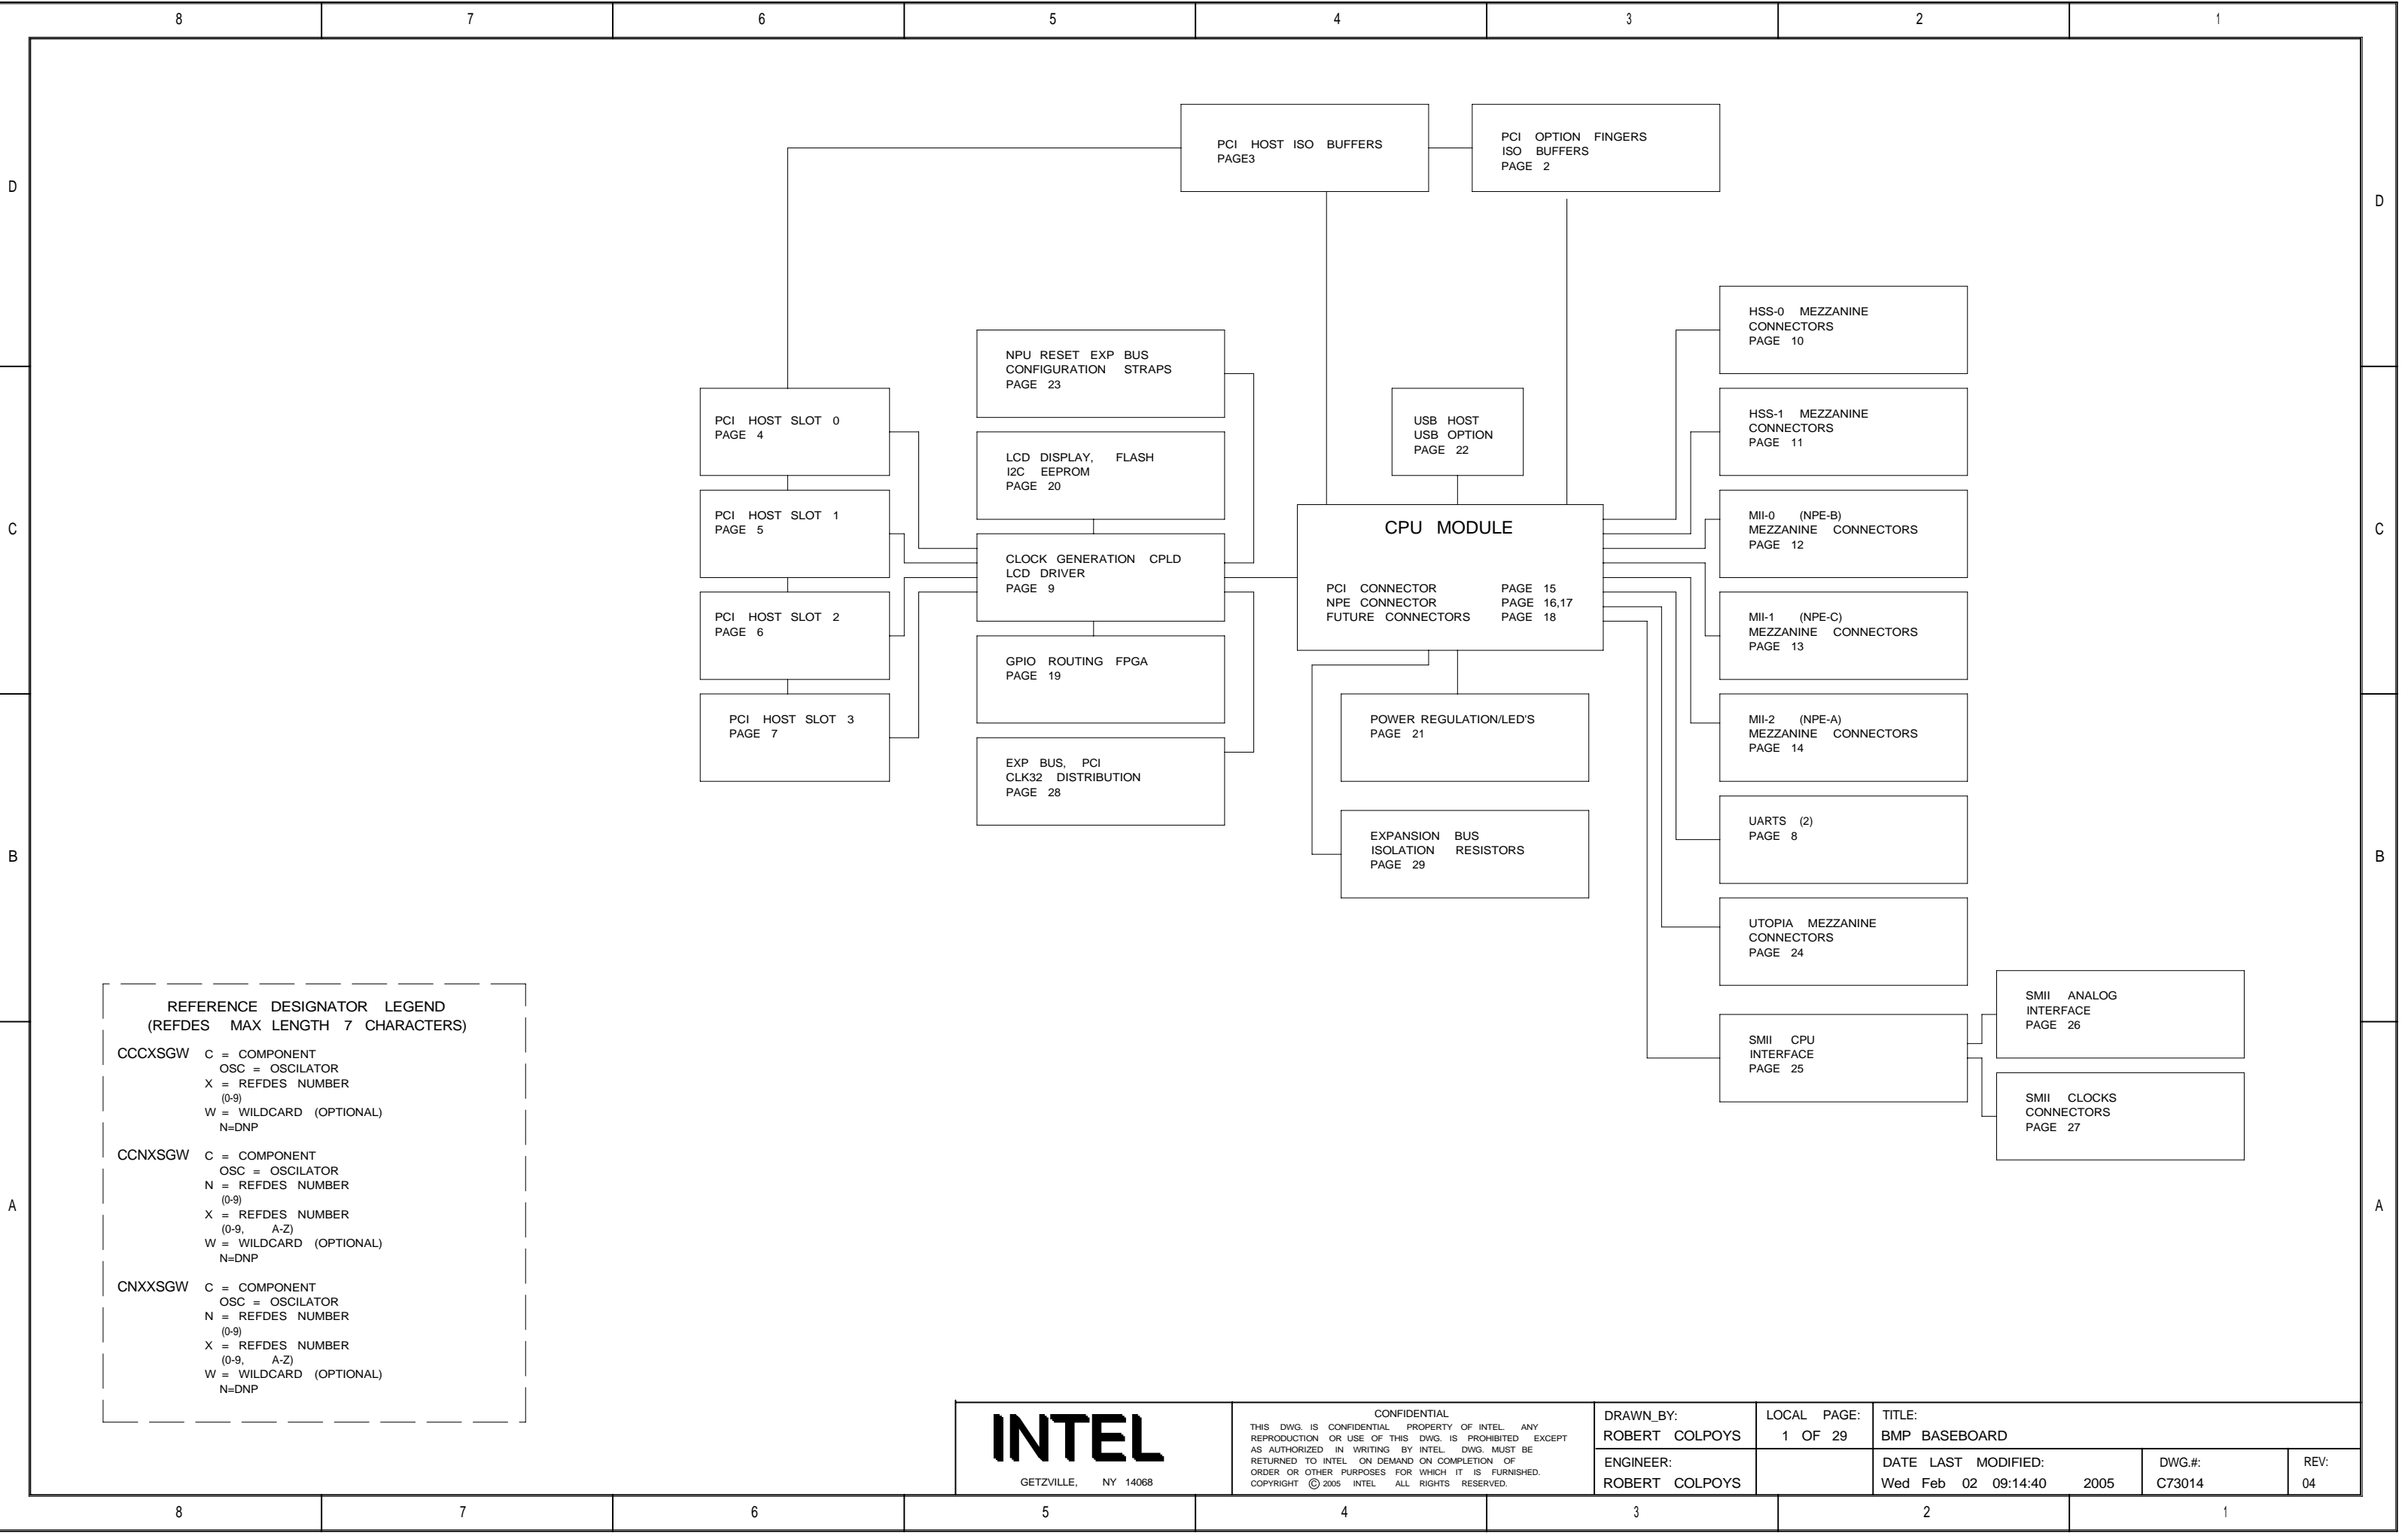 8 7 6 5 4 3 2 1
D
D
C
C
B
B
A
A
PCI HOST ISO BUFFERS
PAGE3
PCI OPTION FINGERS
ISO BUFFERS
PAGE 2
HSS-0 MEZZANINE
CONNECTORS
PAGE 10
NPU RESET EXP BUS
CONFIGURATION STRAPS
PAGE 23
PCI HOST SLOT 0
PAGE 4
USB HOST
USB OPTION
PAGE 22
HSS-1 MEZZANINE
CONNECTORS
PAGE 11
LCD DISPLAY, FLASH
I2C EEPROM
PAGE 20
PCI HOST SLOT 1
PAGE 5
CPU MODULE
PCI CONNECTOR PAGE 15
NPE CONNECTOR PAGE 16,17
FUTURE CONNECTORS PAGE 18
MII-0 (NPE-B)
MEZZANINE CONNECTORS
PAGE 12
CLOCK GENERATION CPLD
LCD DRIVER
PAGE 9
PCI HOST SLOT 2
PAGE 6
MII-1 (NPE-C)
MEZZANINE CONNECTORS
PAGE 13
GPIO ROUTING FPGA
PAGE 19
PCI HOST SLOT 3
PAGE 7
POWER REGULATION/LED'S
PAGE 21
MII-2 (NPE-A)
MEZZANINE CONNECTORS
PAGE 14
EXP BUS, PCI
CLK32 DISTRIBUTION
PAGE 28
EXPANSION BUS
ISOLATION RESISTORS
PAGE 29
UARTS (2)
PAGE 8
UTOPIA MEZZANINE
CONNECTORS
PAGE 24
SMII ANALOG
INTERFACE
PAGE 26
SMII CPU
INTERFACE
PAGE 25
SMII CLOCKS
CONNECTORS
PAGE 27
REFERENCE DESIGNATOR LEGEND
(REFDES MAX LENGTH 7 CHARACTERS)
CCCXSGW C = COMPONENT
OSC = OSCILATOR
X = REFDES NUMBER
(0-9)
W = WILDCARD (OPTIONAL)
N=DNP
CCNXSGW C = COMPONENT
OSC = OSCILATOR
N = REFDES NUMBER
(0-9)
X = REFDES NUMBER
(0-9, A-Z)
W = WILDCARD (OPTIONAL)
N=DNP
CNXXSGW C = COMPONENT
OSC = OSCILATOR
N = REFDES NUMBER
(0-9)
X = REFDES NUMBER
(0-9, A-Z)
W = WILDCARD (OPTIONAL)
N=DNP
INTEL
GETZVILLE, NY 14068
CONFIDENTIAL
THIS DWG. IS CONFIDENTIAL PROPERTY OF INTEL. ANY
REPRODUCTION OR USE OF THIS DWG. IS PROHIBITED EXCEPT
AS AUTHORIZED IN WRITING BY INTEL. DWG. MUST BE
RETURNED TO INTEL ON DEMAND ON COMPLETION OF
ORDER OR OTHER PURPOSES FOR WHICH IT IS FURNISHED.
COPYRIGHT © 2005 INTEL ALL RIGHTS RESERVED.
DRAWN_BY:
ROBERT COLPOYS
ENGINEER:
ROBERT COLPOYS
LOCAL PAGE:
1 OF 29
TITLE:
BMP BASEBOARD
DATE LAST MODIFIED:
Wed Feb 02 09:14:40 2005
DWG.#:
C73014
REV:
04
8 7 6 5 4 3 2 1